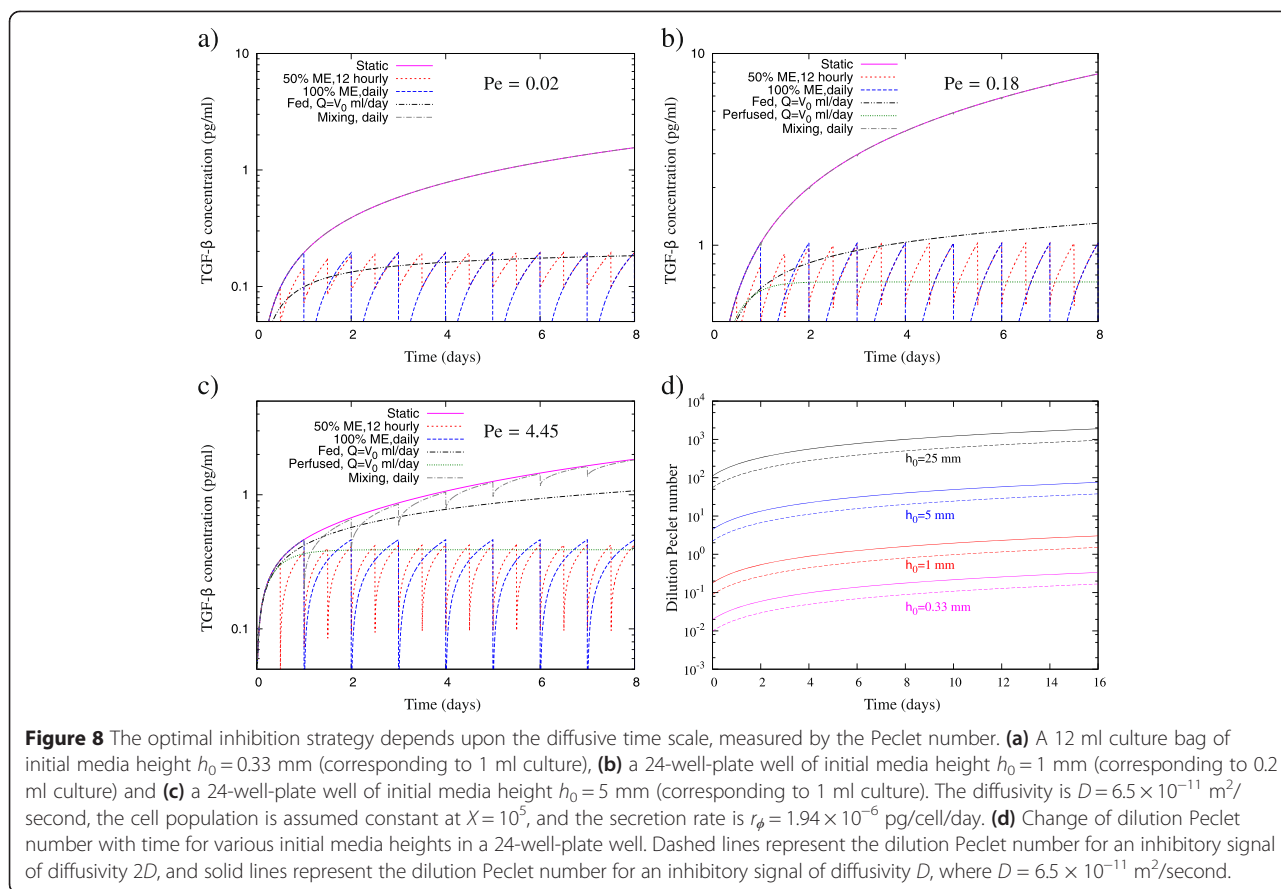 a)
10
1
0.1
TGF-β concentration (pg/ml)
Static
50% ME,12 hourly
100% ME,daily
Fed, Q=V₀ ml/day
Mixing, daily
Pe = 0.02
0 2 4 6 8
Time (days)
b)
10
1
TGF-β concentration (pg/ml)
Static
50% ME,12 hourly
100% ME,daily
Fed, Q=V₀ ml/day
Perfused, Q=V₀ ml/day
Mixing, daily
Pe = 0.18
0 2 4 6 8
Time (days)
c)
1
0.1
TGF-β concentration (pg/ml)
Static
50% ME,12 hourly
100% ME,daily
Fed, Q=V₀ ml/day
Perfused, Q=V₀ ml/day
Mixing, daily
Pe = 4.45
0 2 4 6 8
Time (days)
d)
10⁵
10⁴
10³
10²
10¹
10⁰
10⁻¹
10⁻²
10⁻³
Dilution Peclet number
h₀=25 mm
h₀=5 mm
h₀=1 mm
h₀=0.33 mm
0 2 4 6 8 10 12 14 16
Time (days)
Figure 8 The optimal inhibition strategy depends upon the diffusive time scale, measured by the Peclet number. (a) A 12 ml culture bag of
initial media height h₀ = 0.33 mm (corresponding to 1 ml culture), (b) a 24-well-plate well of initial media height h₀ = 1 mm (corresponding to 0.2
ml culture) and (c) a 24-well-plate well of initial media height h₀ = 5 mm (corresponding to 1 ml culture). The diffusivity is D = 6.5 × 10⁻¹¹ m²/
second, the cell population is assumed constant at X = 10⁵, and the secretion rate is rᵩ = 1.94 × 10⁻⁶ pg/cell/day. (d) Change of dilution Peclet
number with time for various initial media heights in a 24-well-plate well. Dashed lines represent the dilution Peclet number for an inhibitory signal
of diffusivity 2D, and solid lines represent the dilution Peclet number for an inhibitory signal of diffusivity D, where D = 6.5 × 10⁻¹¹ m²/second.